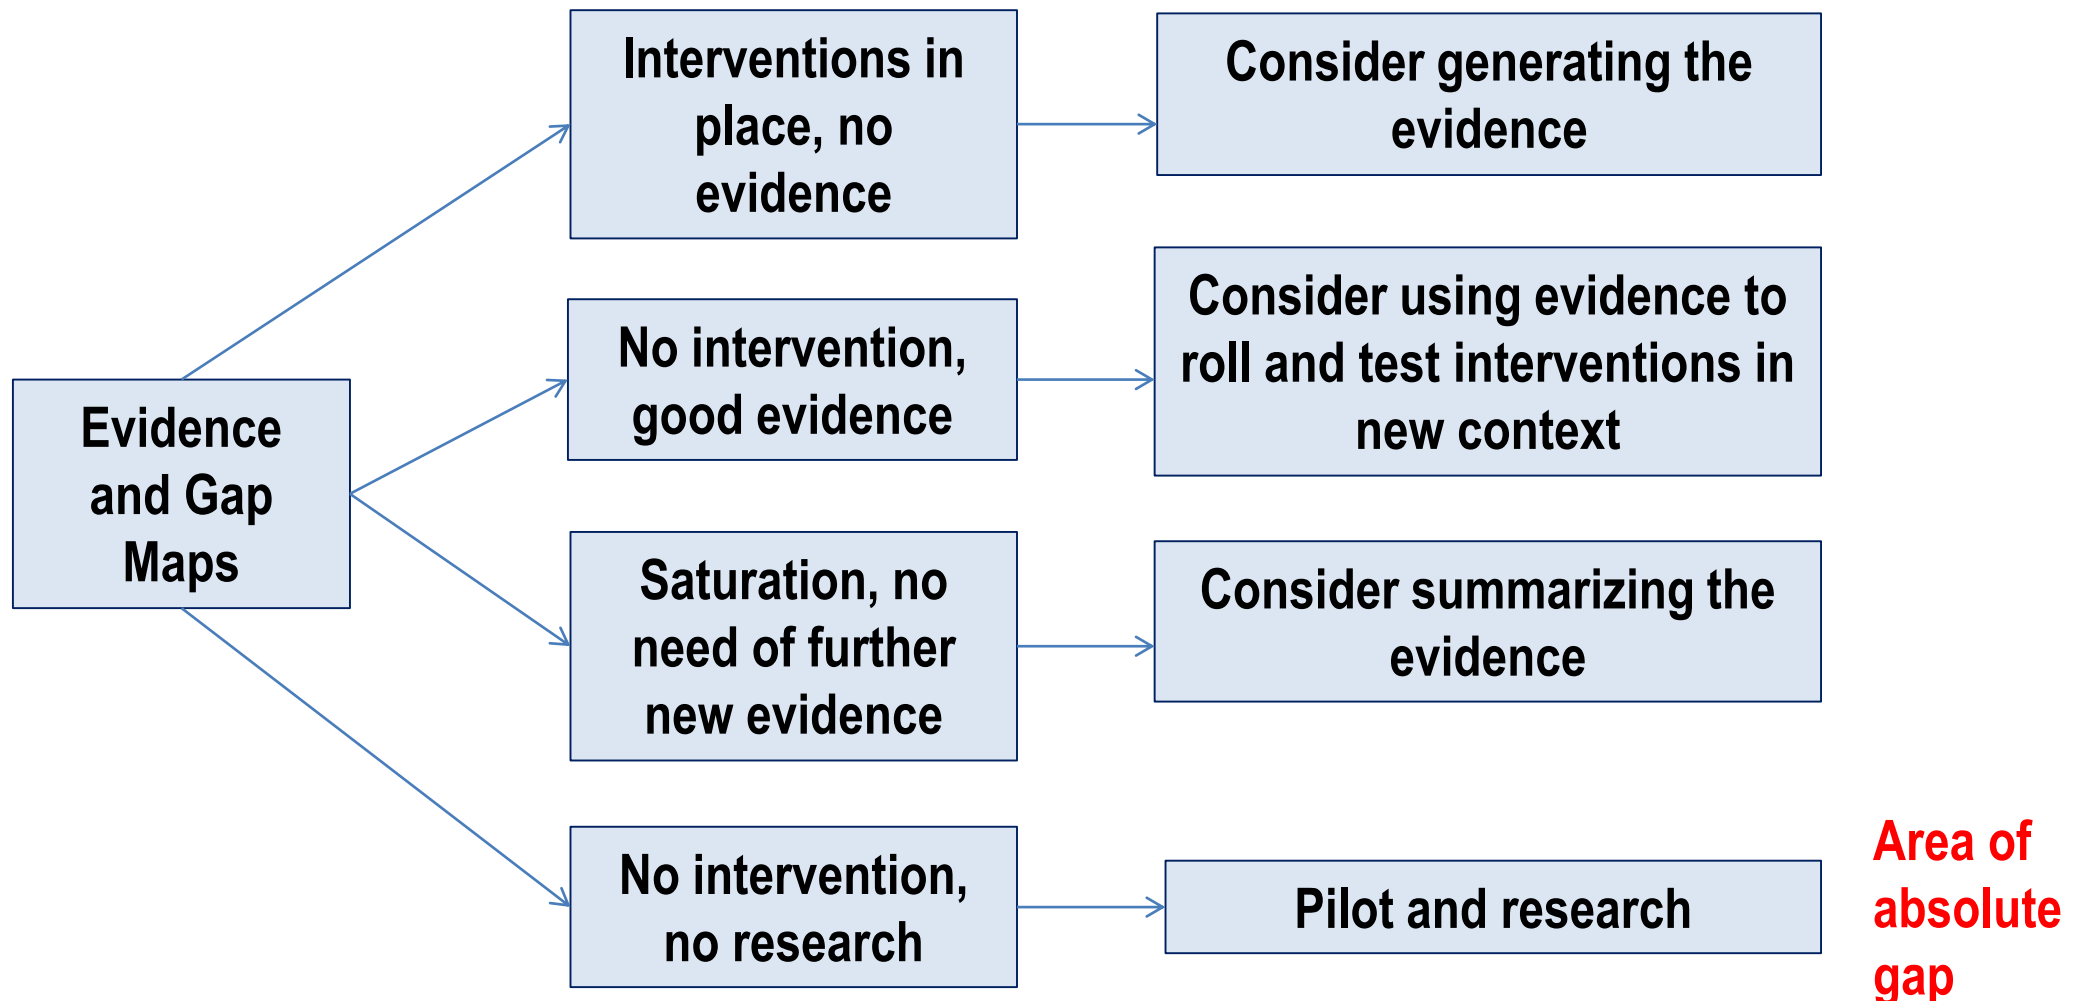 Evidence
and Gap
Maps
Interventions in
place, no
evidence
Consider generating the
evidence
No intervention,
good evidence
Consider using evidence to
roll and test interventions in
new context
Saturation, no
need of further
new evidence
Consider summarizing the
evidence
No intervention,
no research
Pilot and research
Area of
absolute
gap